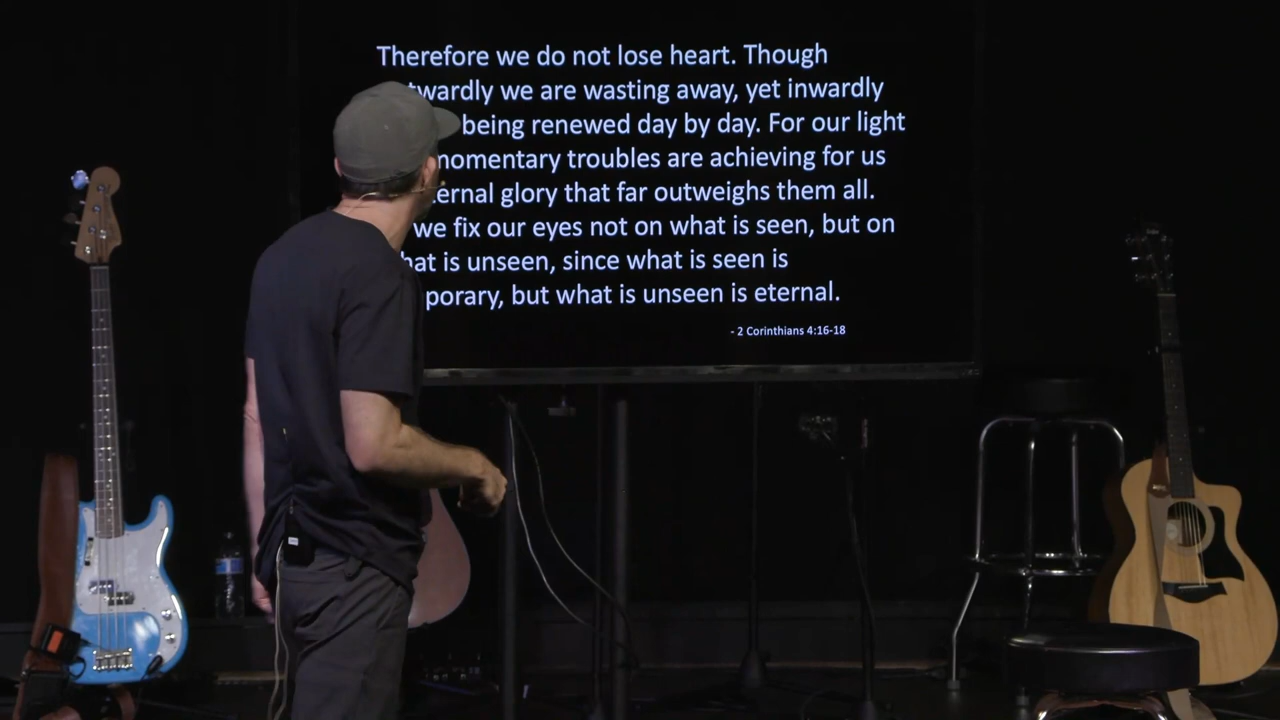 Therefore we do not lose heart. Though
twardly we are wasting away, yet inwardly
being renewed day by day. For our light
momentary troubles are achieving for us
ernal glory that far outweighs them all.
we fix our eyes not on what is seen, but on
hat is unseen, since what is seen is
porary, but what is unseen is eternal.
- 2 Corinthians 4:16-18